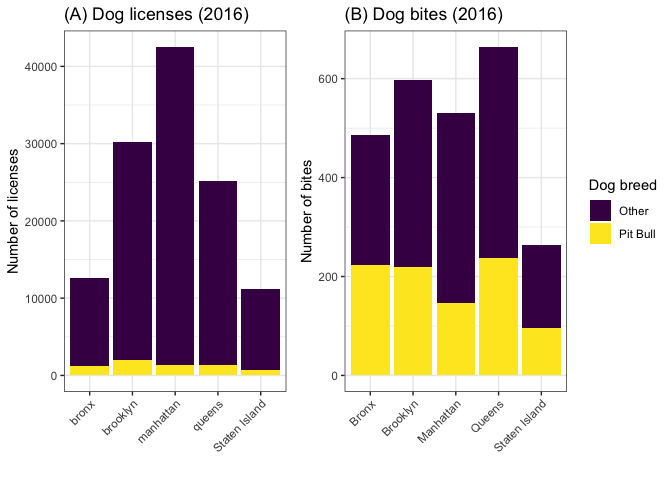 (A) Dog licenses (2016)
Number of licenses
40000
30000
20000
10000
0
bronx
brooklyn
manhattan
queens
Staten Island
(B) Dog bites (2016)
Number of bites
600
400
200
0
Bronx
Brooklyn
Manhattan
Queens
Staten Island
Dog breed
Other
Pit Bull